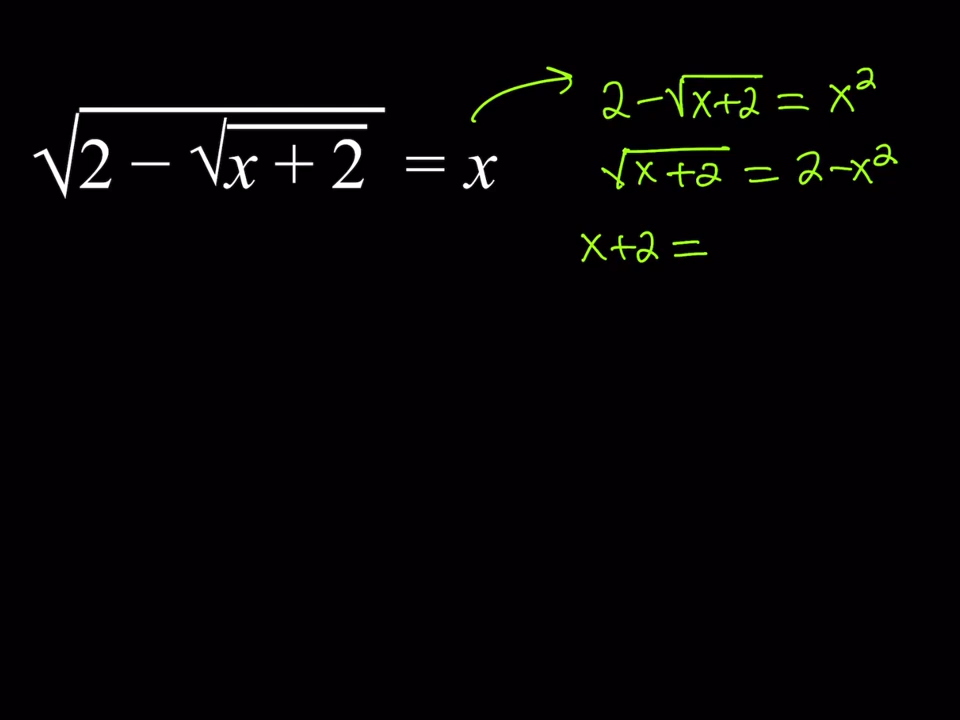 √(2 − √(x + 2)) = x
2 − √(x+2) = x²
√(x+2) = 2 − x²
x+2 =